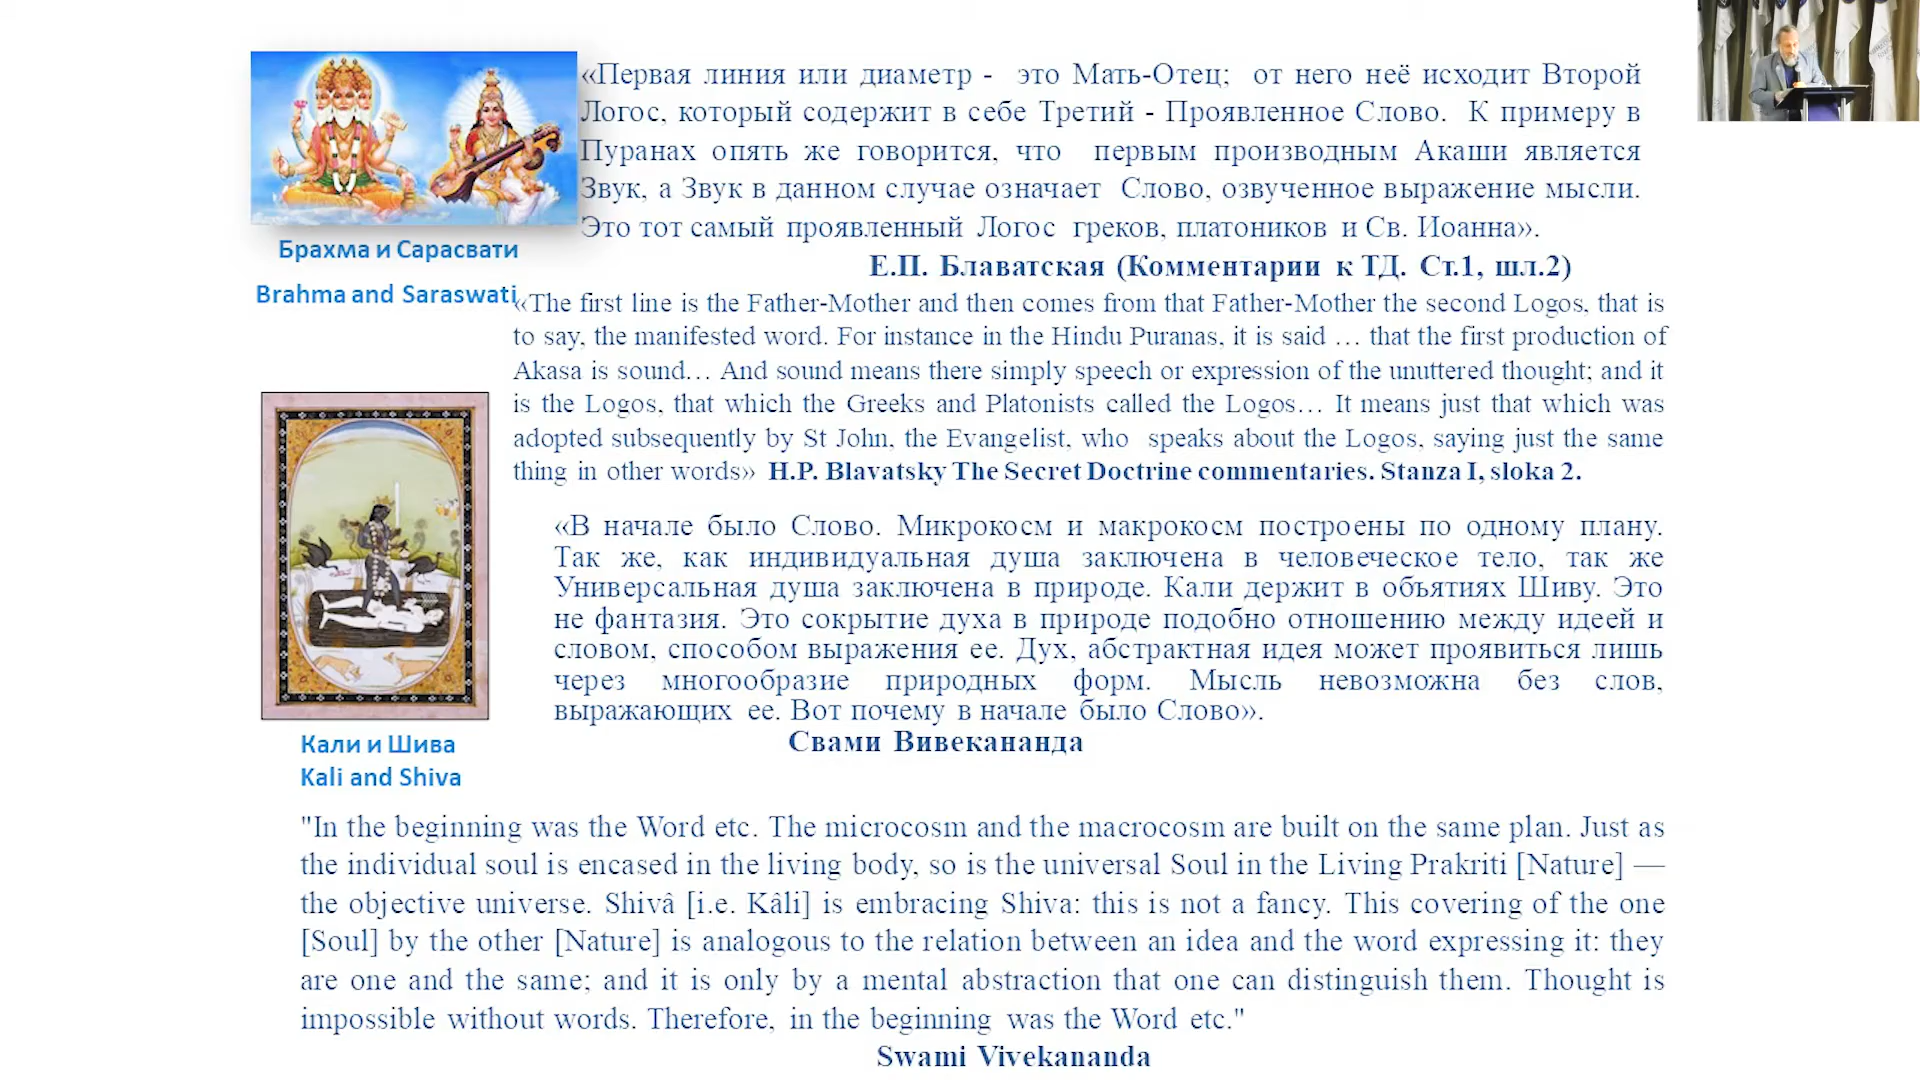 «Первая линия или диаметр - это Мать-Отец; от него неё исходит Второй
Логос, который содержит в себе Третий - Проявленное Слово. К примеру в
Пуранах опять же говорится, что первым производным Акаши является
Звук, а Звук в данном случае означает Слово, озвученное выражение мысли.
Это тот самый проявленный Логос греков, платоников и Св. Иоанна».
Е.П. Блаватская (Комментарии к ТД. Ст.1, шл.2)
Брахма и Сарасвати
Brahma and Saraswati
«The first line is the Father-Mother and then comes from that Father-Mother the second Logos, that is
to say, the manifested word. For instance in the Hindu Puranas, it is said … that the first production of
Akasa is sound… And sound means there simply speech or expression of the unuttered thought; and it
is the Logos, that which the Greeks and Platonists called the Logos… It means just that which was
adopted subsequently by St John, the Evangelist, who speaks about the Logos, saying just the same
thing in other words» H.P. Blavatsky The Secret Doctrine commentaries. Stanza I, sloka 2.
«В начале было Слово. Микрокосм и макрокосм построены по одному плану.
Так же, как индивидуальная душа заключена в человеческое тело, так же
Универсальная душа заключена в природе. Кали держит в объятиях Шиву. Это
не фантазия. Это сокрытие духа в природе подобно отношению между идеей и
словом, способом выражения ее. Дух, абстрактная идея может проявиться лишь
через многообразие природных форм. Мысль невозможна без слов,
выражающих ее. Вот почему в начале было Слово».
Свами Вивекананда
Кали и Шива
Kali and Shiva
"In the beginning was the Word etc. The microcosm and the macrocosm are built on the same plan. Just as
the individual soul is encased in the living body, so is the universal Soul in the Living Prakriti [Nature] —
the objective universe. Shivâ [i.e. Kâli] is embracing Shiva: this is not a fancy. This covering of the one
[Soul] by the other [Nature] is analogous to the relation between an idea and the word expressing it: they
are one and the same; and it is only by a mental abstraction that one can distinguish them. Thought is
impossible without words. Therefore, in the beginning was the Word etc."
Swami Vivekananda